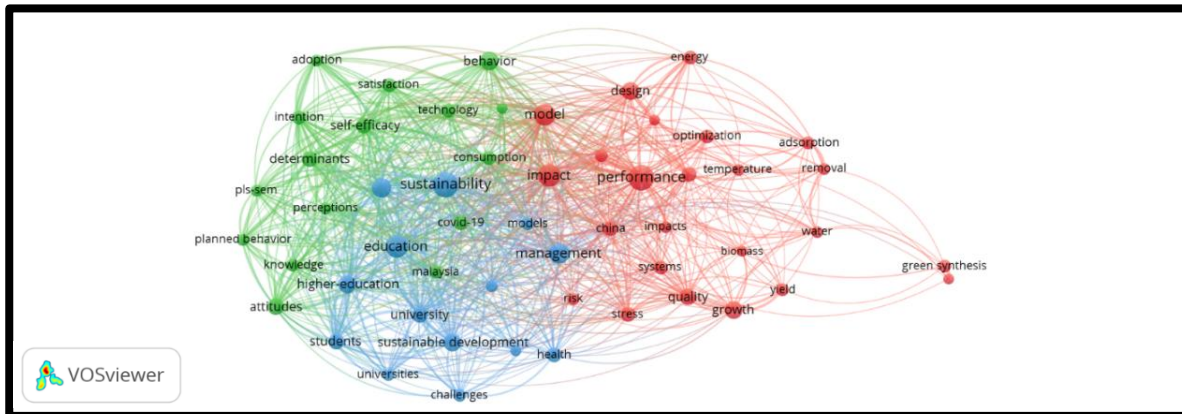 energy
adoption
behavior
satisfaction
design
technology
model
intention
self-efficacy
optimization
adsorption
determinants
consumption
temperature
removal
impact
performance
sustainability
pls-sem
perceptions
covid-19
models
china
impacts
water
planned behavior
education
management
biomass
knowledge
malaysia
systems
green synthesis
higher-education
yield
risk
quality
attitudes
university
stress
growth
students
sustainable development
health
universities
challenges
VOSviewer